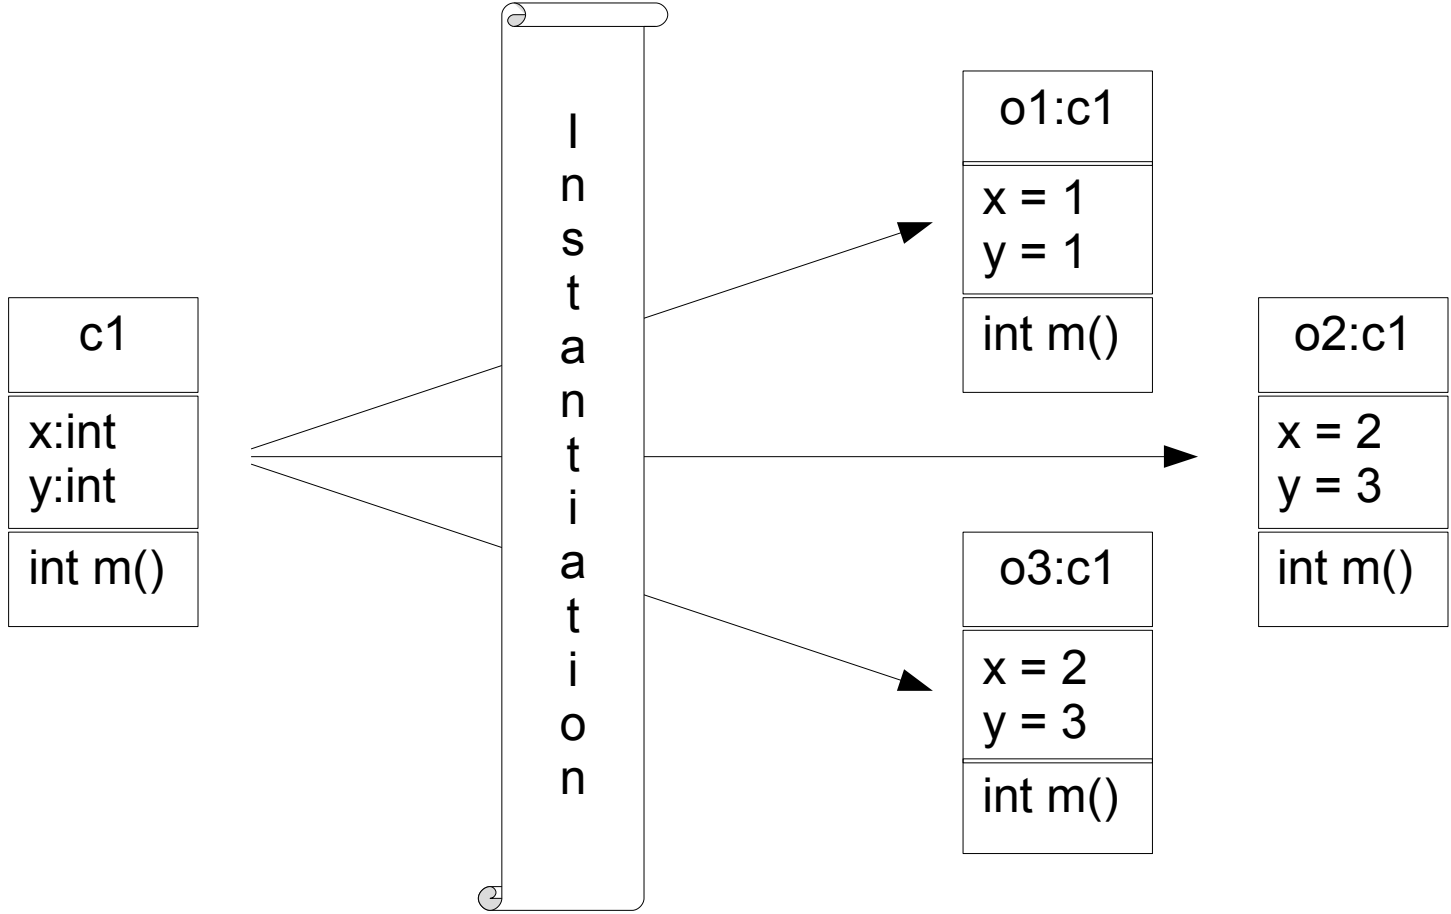 c1
x:int
y:int
int m()
I
n
s
t
a
n
t
i
a
t
i
o
n
o1:c1
x = 1
y = 1
int m()
o2:c1
x = 2
y = 3
int m()
o3:c1
x = 2
y = 3
int m()